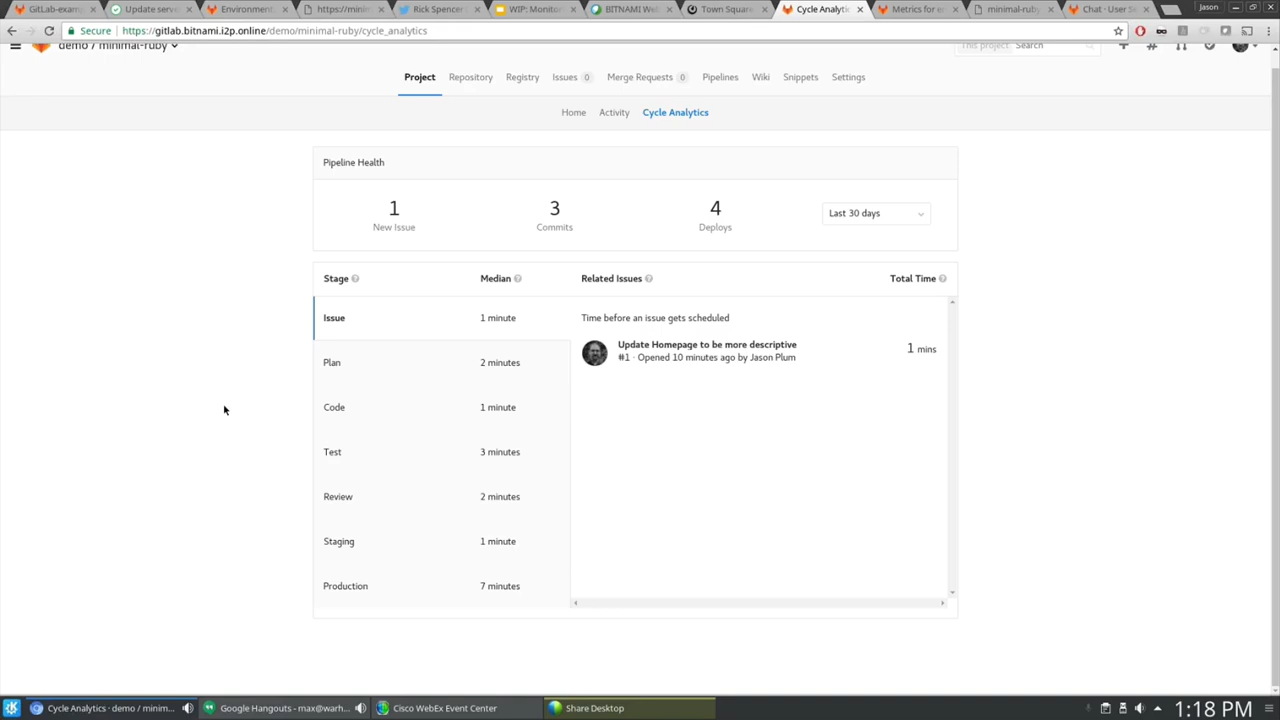 GitLab-exam
Update serve
Environment
https://minim
Rick Spencer
WIP: Monito
BITNAMI We
Town Square
Cycle Analytic
Metrics for e
minimal-ruby
Chat · User Se
Jason
Secure https://gitlab.bitnami.i2p.online/demo/minimal-ruby/cycle_analytics
demo / minimal-ruby
This project Search
Project Repository Registry Issues 0 Merge Requests 0 Pipelines Wiki Snippets Settings
Home Activity Cycle Analytics
Pipeline Health
1 3 4 Last 30 days
New Issue Commits Deploys
Stage Median Related Issues Total Time
Issue 1 minute Time before an issue gets scheduled
Update Homepage to be more descriptive 1 mins
#1 · Opened 10 minutes ago by Jason Plum
Plan 2 minutes
Code 1 minute
Test 3 minutes
Review 2 minutes
Staging 1 minute
Production 7 minutes
Cycle Analytics · demo / minim... Google Hangouts - max@warh... Cisco WebEx Event Center Share Desktop 1:18 PM